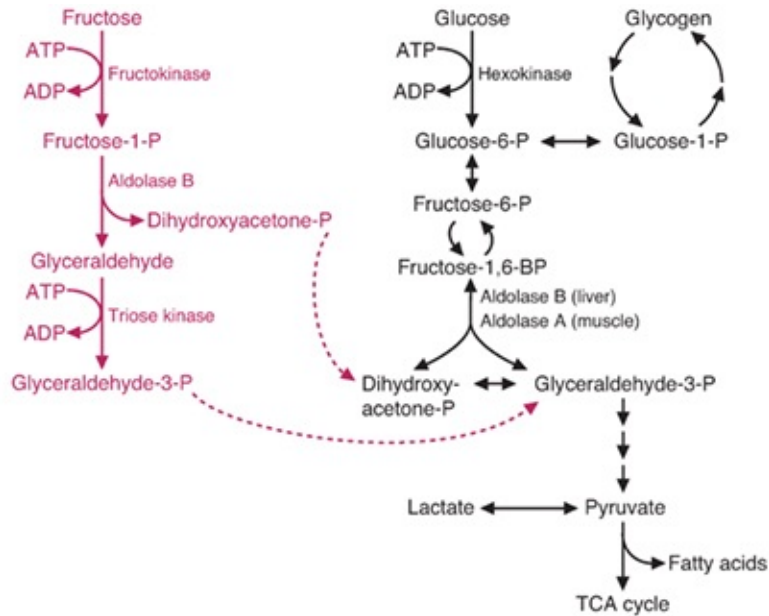 Fructose
ATP
Fructokinase
ADP
Fructose-1-P
Aldolase B
Dihydroxyacetone-P
Glyceraldehyde
ATP
Triose kinase
ADP
Glyceraldehyde-3-P
Glucose
ATP
Hexokinase
ADP
Glucose-6-P
Glycogen
Glucose-1-P
Fructose-6-P
Fructose-1,6-BP
Aldolase B (liver)
Aldolase A (muscle)
Dihydroxy-
acetone-P
Glyceraldehyde-3-P
Lactate
Pyruvate
Fatty acids
TCA cycle